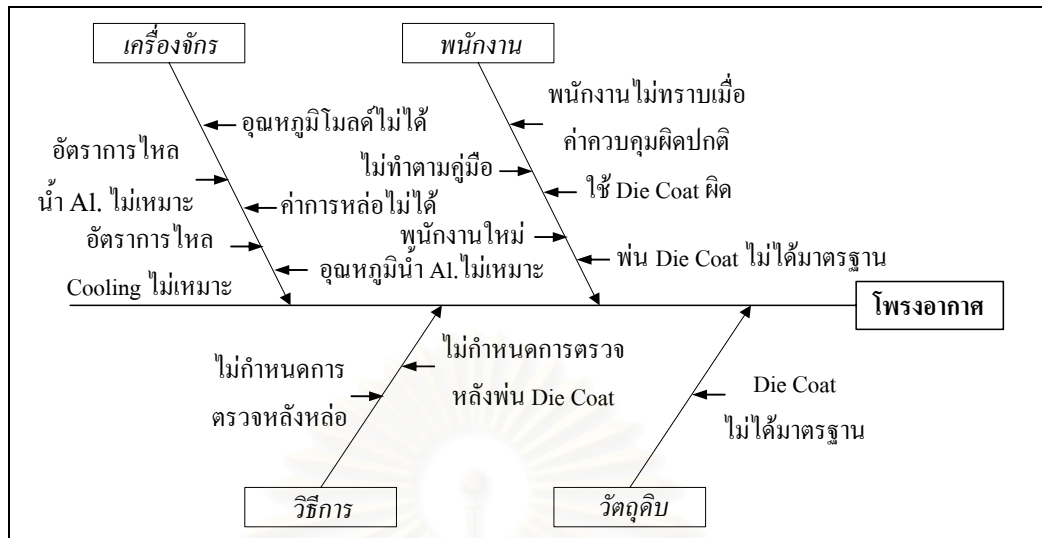 เครื่องจักร
พนักงาน
อุณหภูมิโมลด์ไม่ได้
อัตราการไหล
น้ำ Al. ไม่เหมาะ
ค่าการหล่อไม่ได้
อัตราการไหล
Cooling ไม่เหมาะ
อุณหภูมิน้ำ Al.ไม่เหมาะ
พนักงานไม่ทราบเมื่อ
ค่าควบคุมผิดปกติ
ไม่ทำตามคู่มือ
ใช้ Die Coat ผิด
พนักงานใหม่
พ่น Die Coat ไม่ได้มาตรฐาน
โพรงอากาศ
ไม่กำหนดการ
ตรวจหลังหล่อ
ไม่กำหนดการตรวจ
หลังพ่น Die Coat
Die Coat
ไม่ได้มาตรฐาน
วิธีการ
วัตถุดิบ